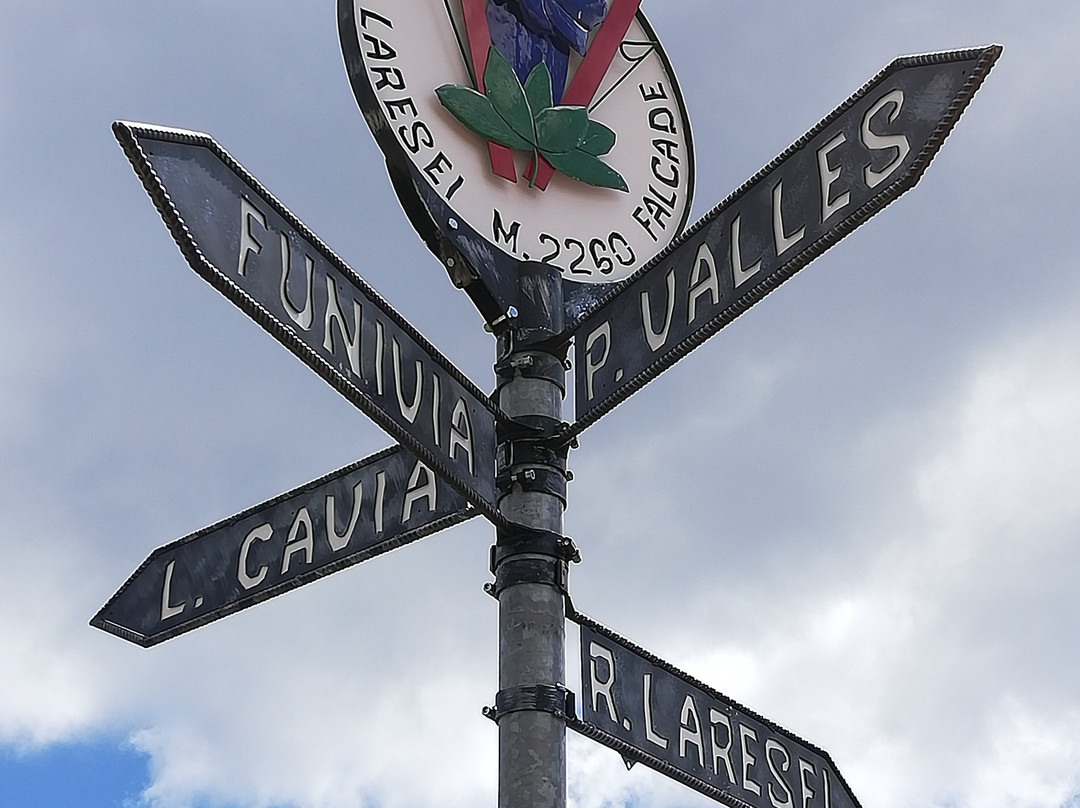 LARESEI M. 2260 FALCADE
FUNIVIA
P. VALLES
L. CAVIA
R. LARESEI